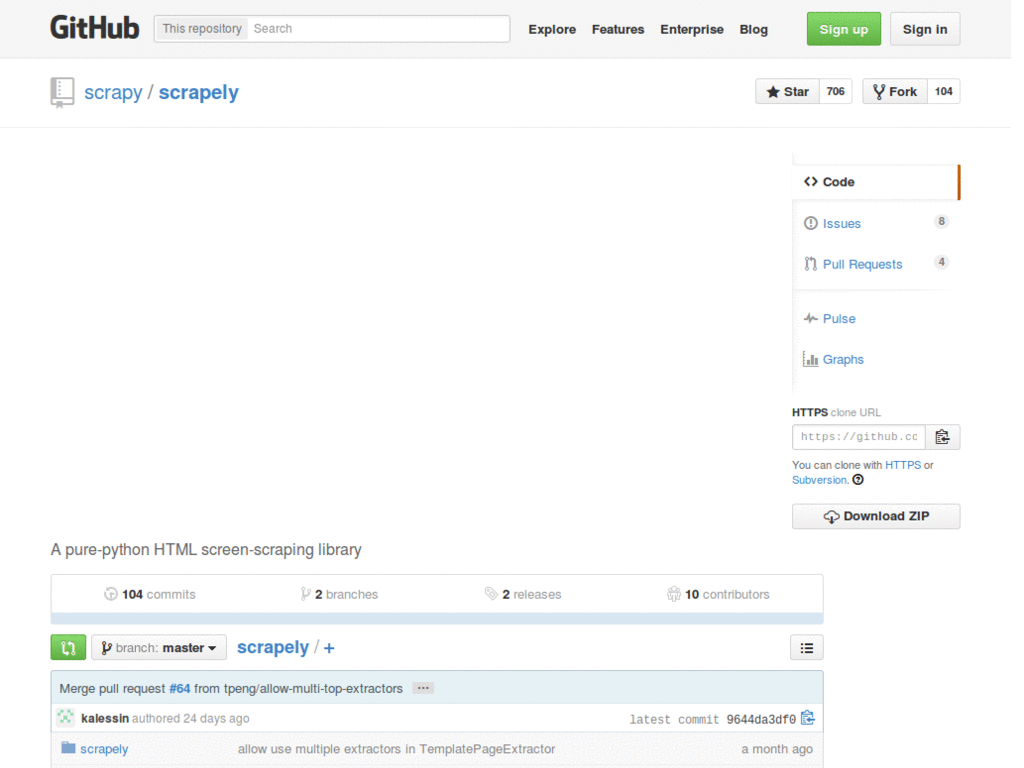 GitHub This repository Search Explore Features Enterprise Blog Sign up Sign in
scrapy / scrapely Star 706 Fork 104
Code
Issues 8
Pull Requests 4
Pulse
Graphs
HTTPS clone URL
https://github.cc
You can clone with HTTPS or
Subversion.
Download ZIP
A pure-python HTML screen-scraping library
104 commits 2 branches 2 releases 10 contributors
branch: master scrapely / +
Merge pull request #64 from tpeng/allow-multi-top-extractors ...
kalessin authored 24 days ago latest commit 9644da3df0
scrapely allow use multiple extractors in TemplatePageExtractor a month ago